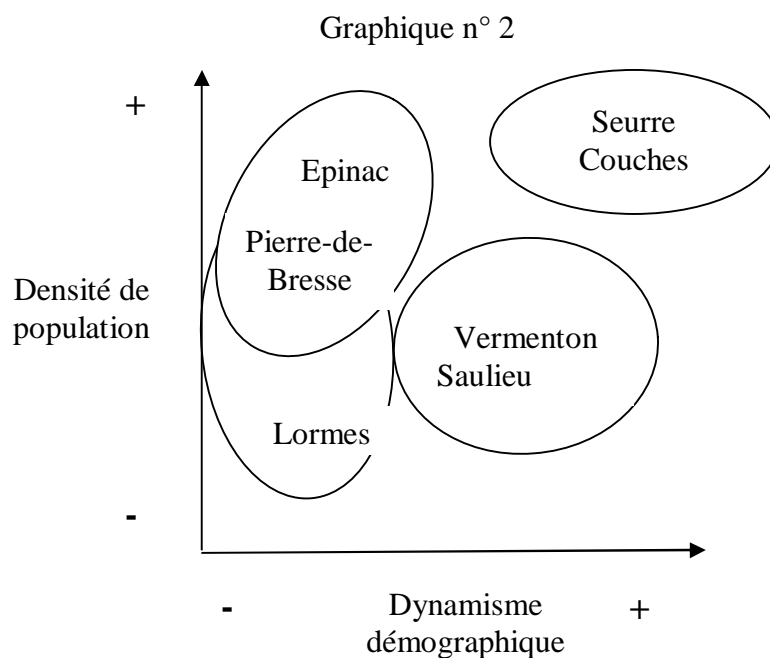 Graphique n° 2
+
Seurre
Couches
Epinac
Pierre-de-
Bresse
Densité de
population
Vermenton
Saulieu
Lormes
-
-
Dynamisme
démographique
+